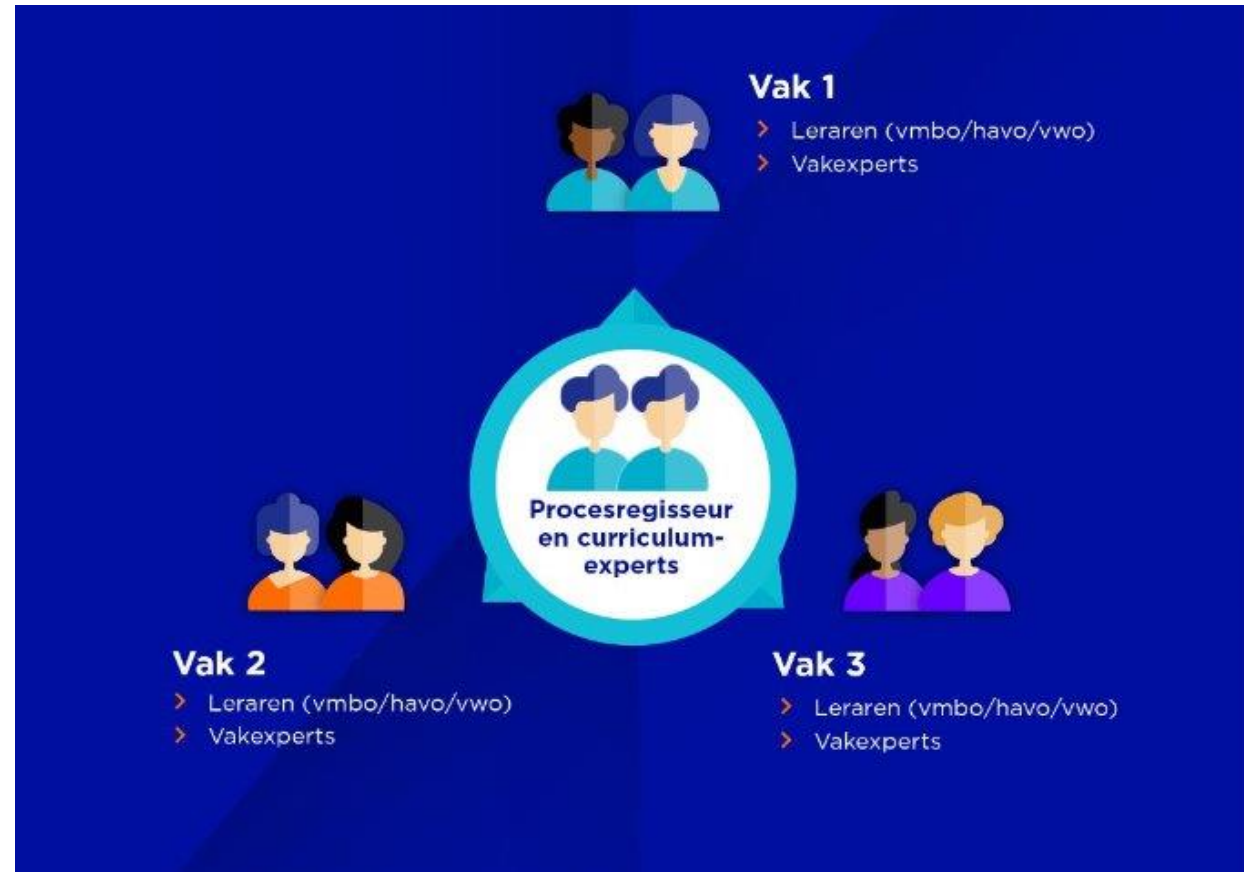 Vak 1
Leraren (vmbo/havo/vwo)
Vakexperts
Procesregisseur
en curriculum-
experts
Vak 2
Leraren (vmbo/havo/vwo)
Vakexperts
Vak 3
Leraren (vmbo/havo/vwo)
Vakexperts